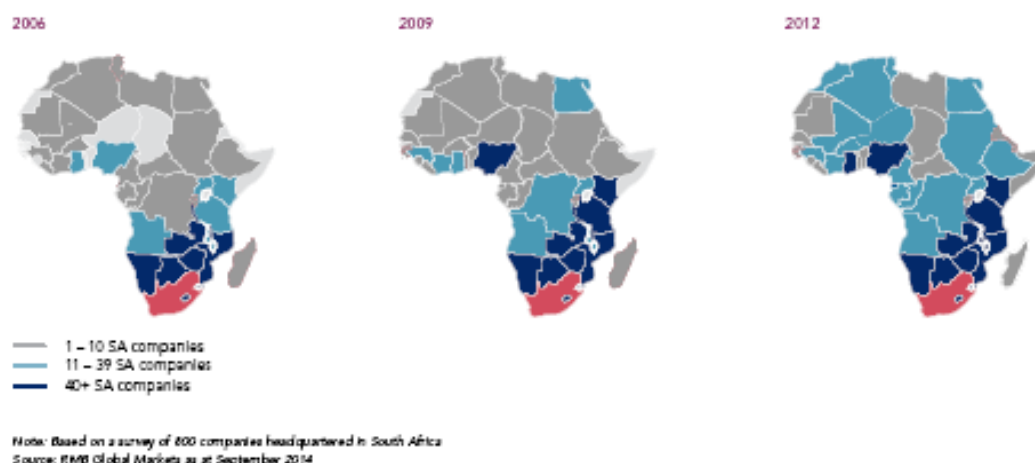 2006
2009
2012
1 – 10 SA companies
11 – 39 SA companies
40+ SA companies
Note: Based on a survey of 800 companies headquartered in South Africa
Source: RMB Global Markets as at September 2014